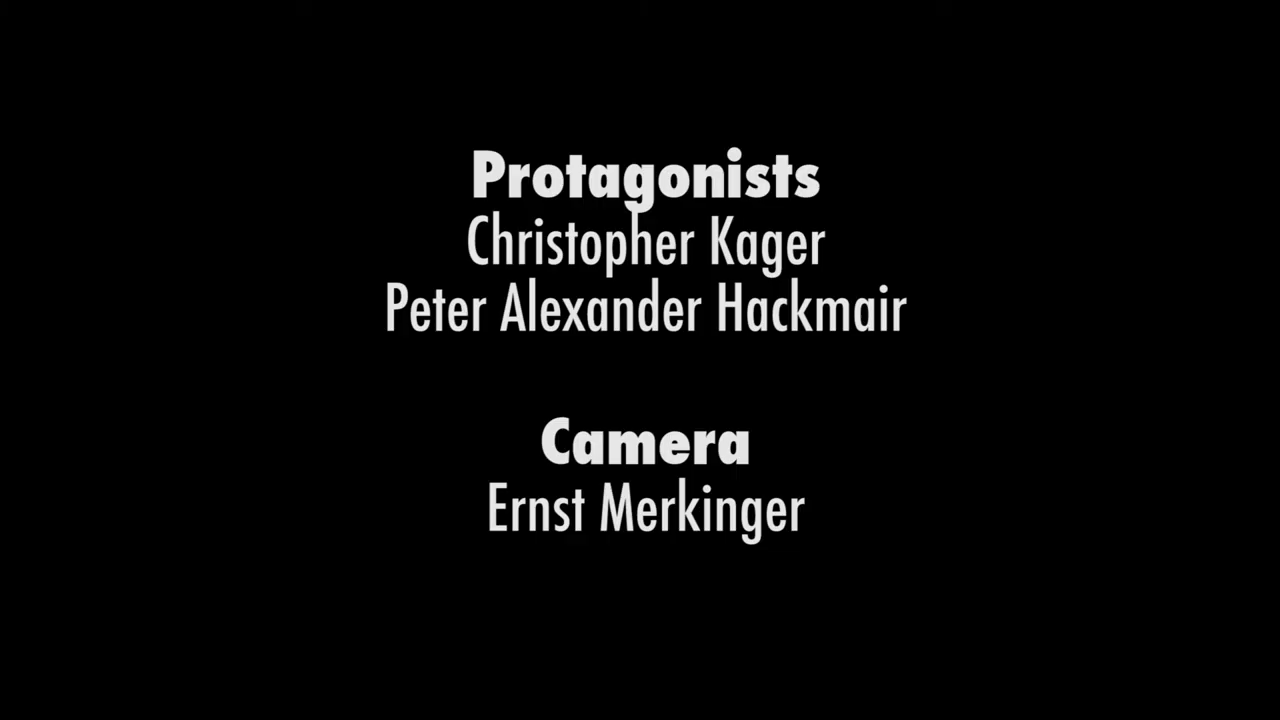 Protagonists
Christopher Kager
Peter Alexander Hackmair
Camera
Ernst Merkinger